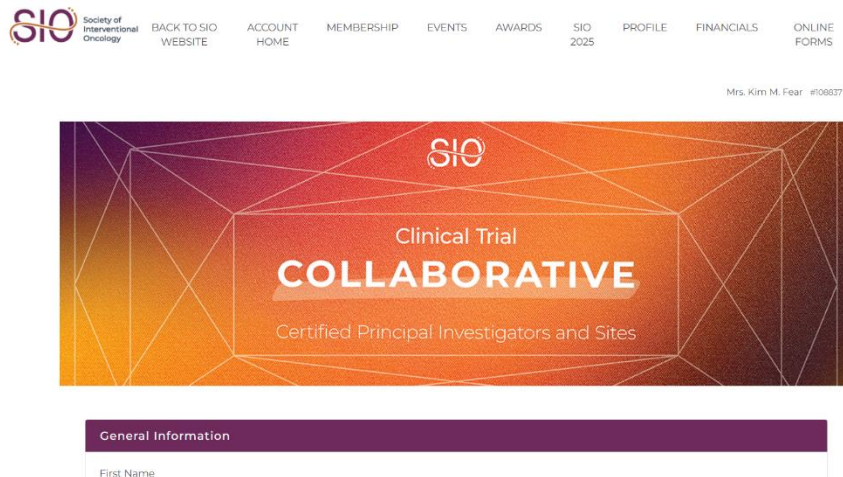 SIO
Society of
Interventional
Oncology
BACK TO SIO
WEBSITE
ACCOUNT
HOME
MEMBERSHIP
EVENTS
AWARDS
SIO
2025
PROFILE
FINANCIALS
ONLINE
FORMS
Mrs. Kim M. Fear #108837
SIO
Clinical Trial
COLLABORATIVE
Certified Principal Investigators and Sites
General Information
First Name